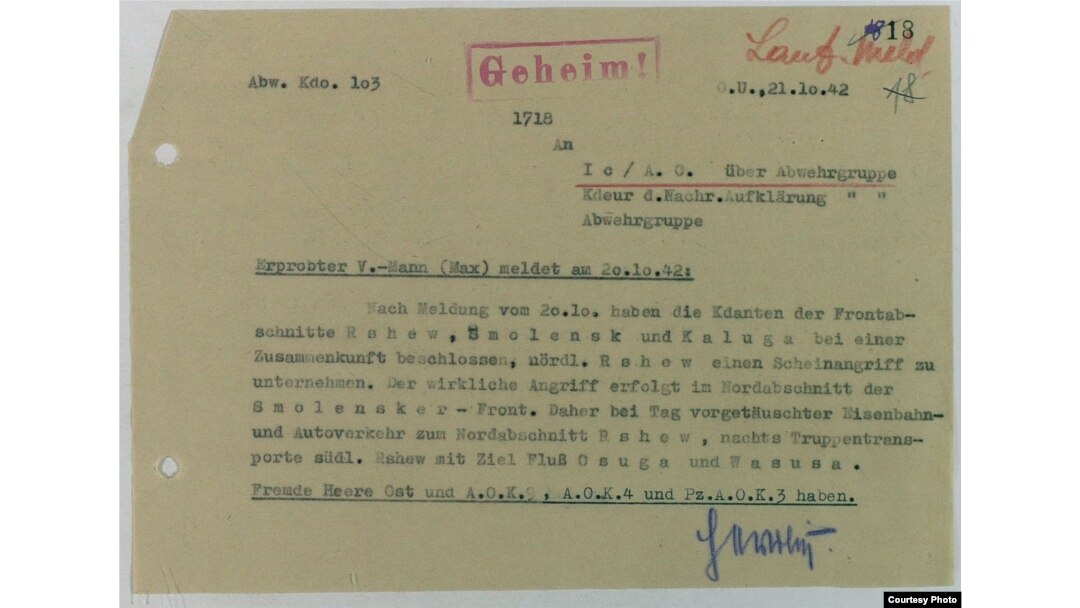 1818
Geheim!
Abw. Kdo. 1o3
O.U.,21.1o.42
18
1718
An
I c / A. O. über Abwehrgruppe
Kdeur d.Nachr.Aufklärung " "
Abwehrgruppe
Erprobter V.-Mann (Max) meldet am 2o.1o.42:
Nach Meldung vom 2o.1o. haben die Kdanten der Frontab-
schnitte R s h e w , S m o l e n s k und K a l u g a bei einer
Zusammenkunft beschlossen, nördl. R s h e w einen Scheinangriff zu
unternehmen. Der wirkliche Angriff erfolgt im Nordabschnitt der
S m o l e n s k e r - Front. Daher bei Tag vorgetäuschter Eisenbahn-
und Autoverkehr zum Nordabschnitt R s h e w , nachts Truppentrans-
porte südl. Rshew mit Ziel Fluß O s u g a und W a s u s a .
Fremde Heere Ost und A.O.K.9, A.O.K.4 und Pz.A.O.K.3 haben.
Courtesy Photo